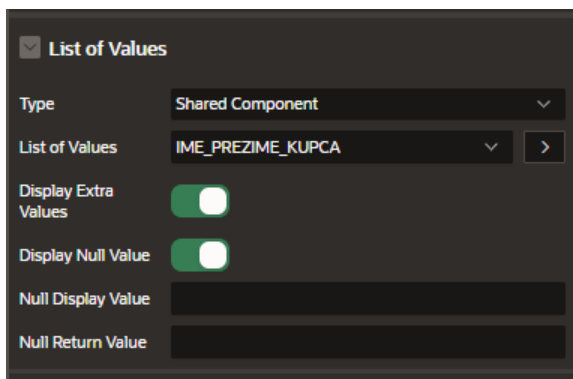 List of Values
Type Shared Component
List of Values IME_PREZIME_KUPCA
Display Extra
Values
Display Null Value
Null Display Value
Null Return Value